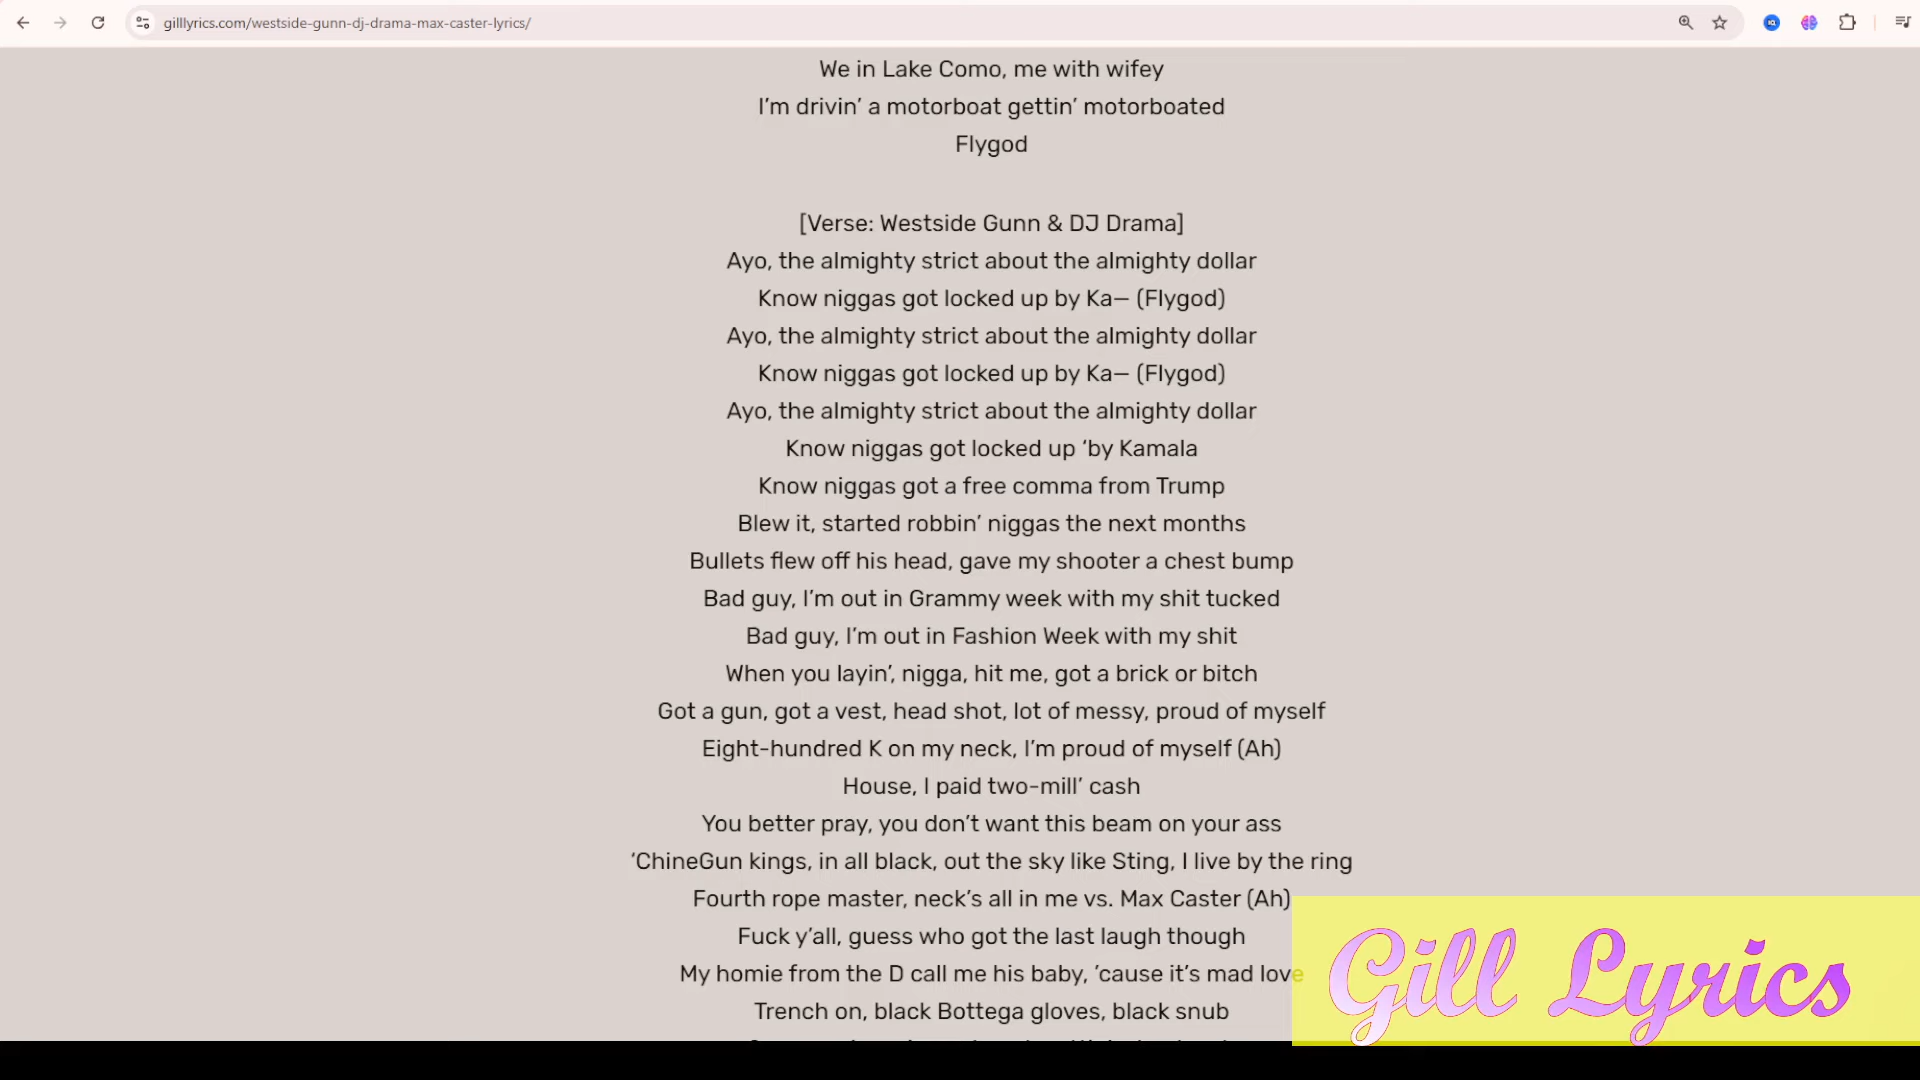 gilllyrics.com/westside-gunn-dj-drama-max-caster-lyrics/
We in Lake Como, me with wifey
I’m drivin’ a motorboat gettin’ motorboated
Flygod
[Verse: Westside Gunn & DJ Drama]
Ayo, the almighty strict about the almighty dollar
Know niggas got locked up by Ka— (Flygod)
Ayo, the almighty strict about the almighty dollar
Know niggas got locked up by Ka— (Flygod)
Ayo, the almighty strict about the almighty dollar
Know niggas got locked up ‘by Kamala
Know niggas got a free comma from Trump
Blew it, started robbin’ niggas the next months
Bullets flew off his head, gave my shooter a chest bump
Bad guy, I’m out in Grammy week with my shit tucked
Bad guy, I’m out in Fashion Week with my shit
When you layin’, nigga, hit me, got a brick or bitch
Got a gun, got a vest, head shot, lot of messy, proud of myself
Eight-hundred K on my neck, I’m proud of myself (Ah)
House, I paid two-mill’ cash
You better pray, you don’t want this beam on your ass
‘ChineGun kings, in all black, out the sky like Sting, I live by the ring
Fourth rope master, neck’s all in me vs. Max Caster (Ah)
Fuck y’all, guess who got the last laugh though
My homie from the D call me his baby, ’cause it’s mad love
Trench on, black Bottega gloves, black snub
Gill Lyrics